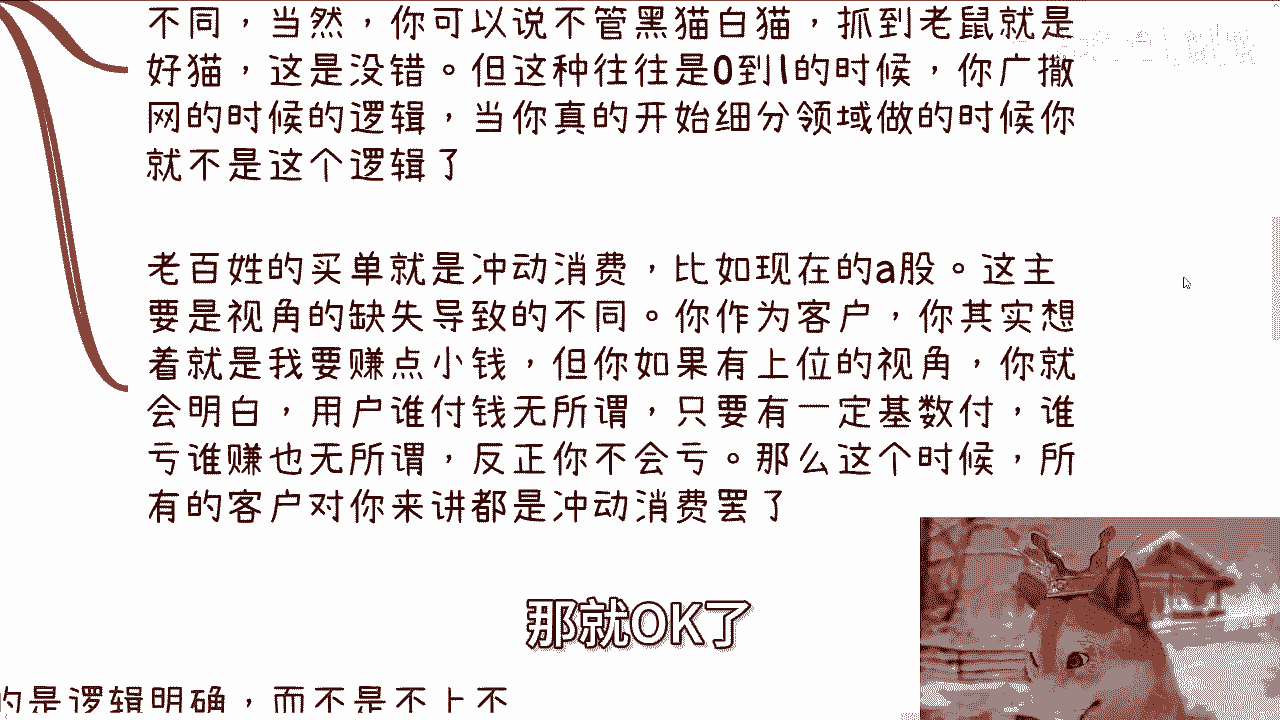 不同，当然，你可以说不管黑猫白猫，抓到老鼠就是
好猫，这是没错。但这种往往是0到1的时候，你广撒
网的时候的逻辑，当你真的开始细分领域做的时候你
就不是这个逻辑了
老百姓的买单就是冲动消费，比如现在的a股。这主
要是视角的缺失导致的不同。你作为客户，你其实想
着就是我要赚点小钱，但你如果有上位的视角，你就
会明白，用户谁付钱无所谓，只要有一定基数付，谁
亏谁赚也无所谓，反正你不会亏。那么这个时候，所
有的客户对你来讲都是冲动消费罢了
那就OK了
的是逻辑明确，而不是不上不